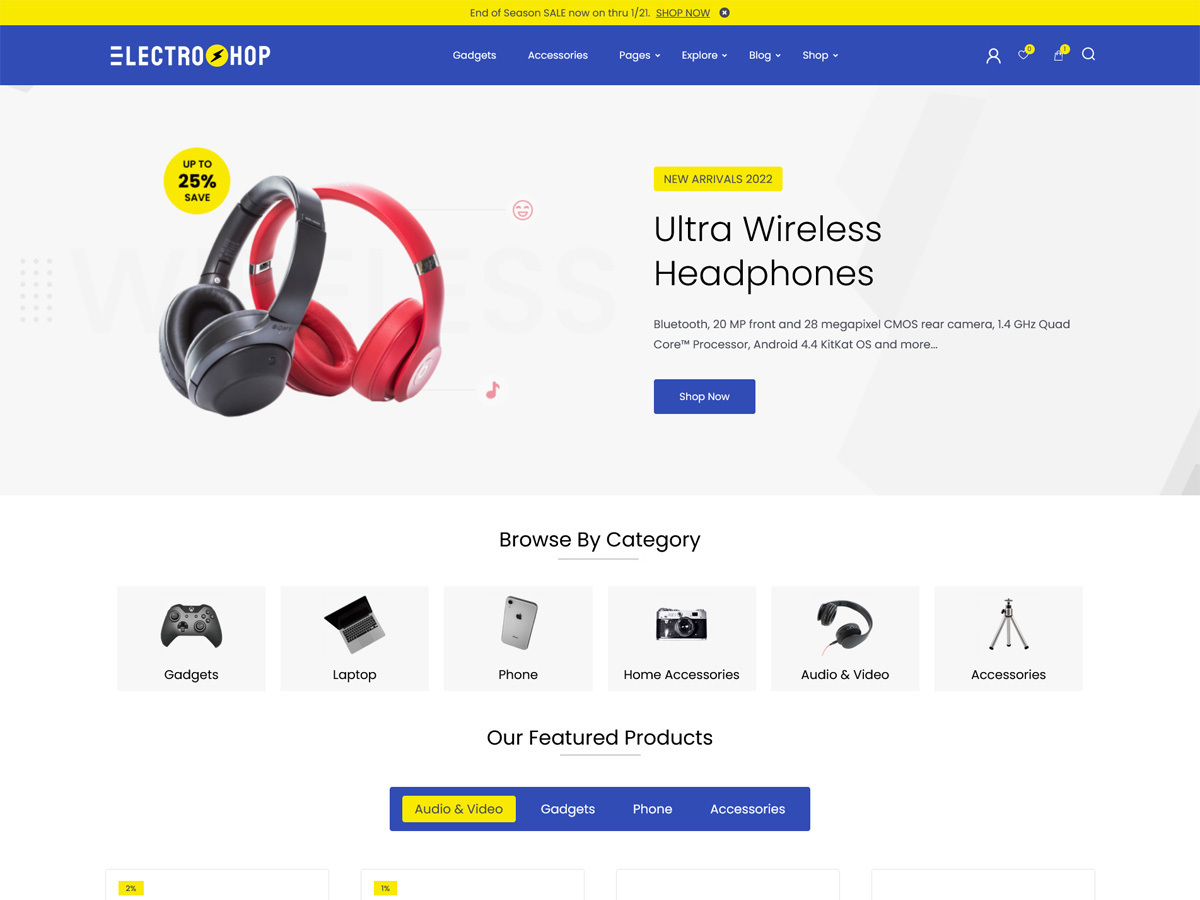 End of Season SALE now on thru 1/21. SHOP NOW
ELECTROSHOP
Gadgets Accessories Pages Explore Blog Shop
0 1
UP TO
25%
SAVE
WIRELESS
NEW ARRIVALS 2022
Ultra Wireless
Headphones
Bluetooth, 20 MP front and 28 megapixel CMOS rear camera, 1.4 GHz Quad
Core™ Processor, Android 4.4 KitKat OS and more...
Shop Now
Browse By Category
Gadgets Laptop Phone Home Accessories Audio & Video Accessories
Our Featured Products
Audio & Video Gadgets Phone Accessories
2% 1%